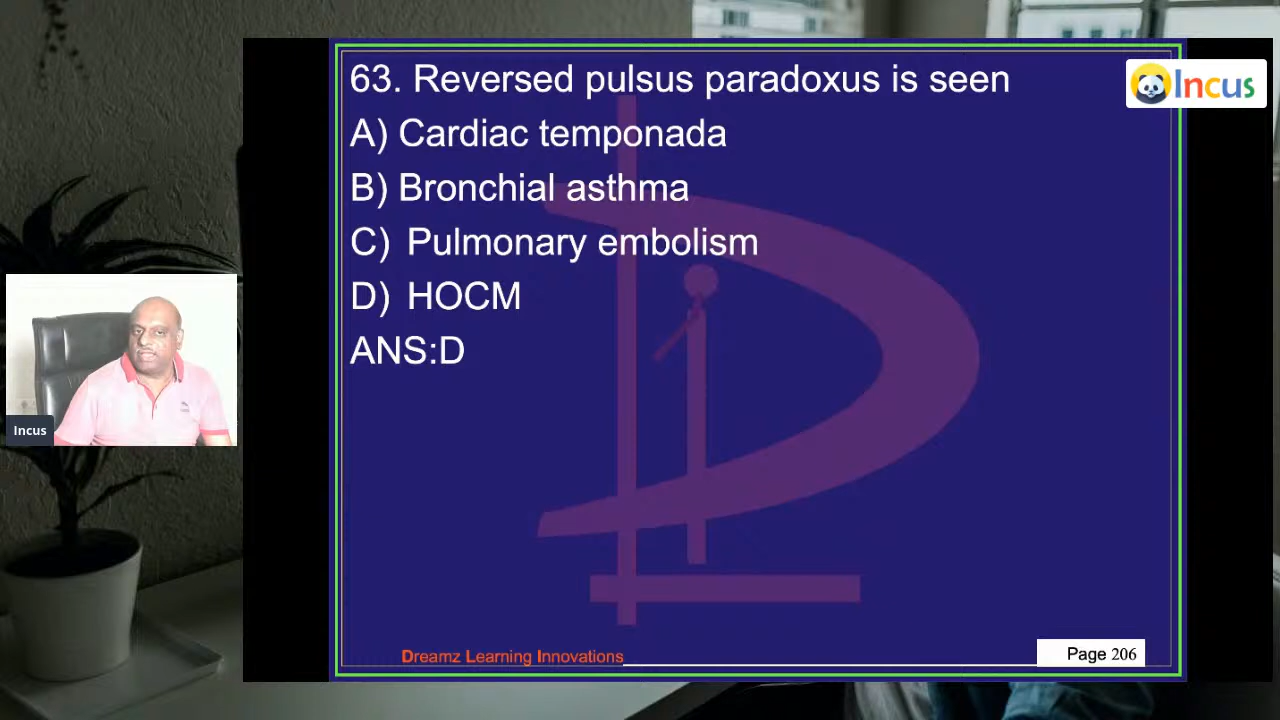 63. Reversed pulsus paradoxus is seen
A) Cardiac temponada
B) Bronchial asthma
C) Pulmonary embolism
D) HOCM
ANS:D
Incus
Incus
Dreamz Learning Innovations
Page 206